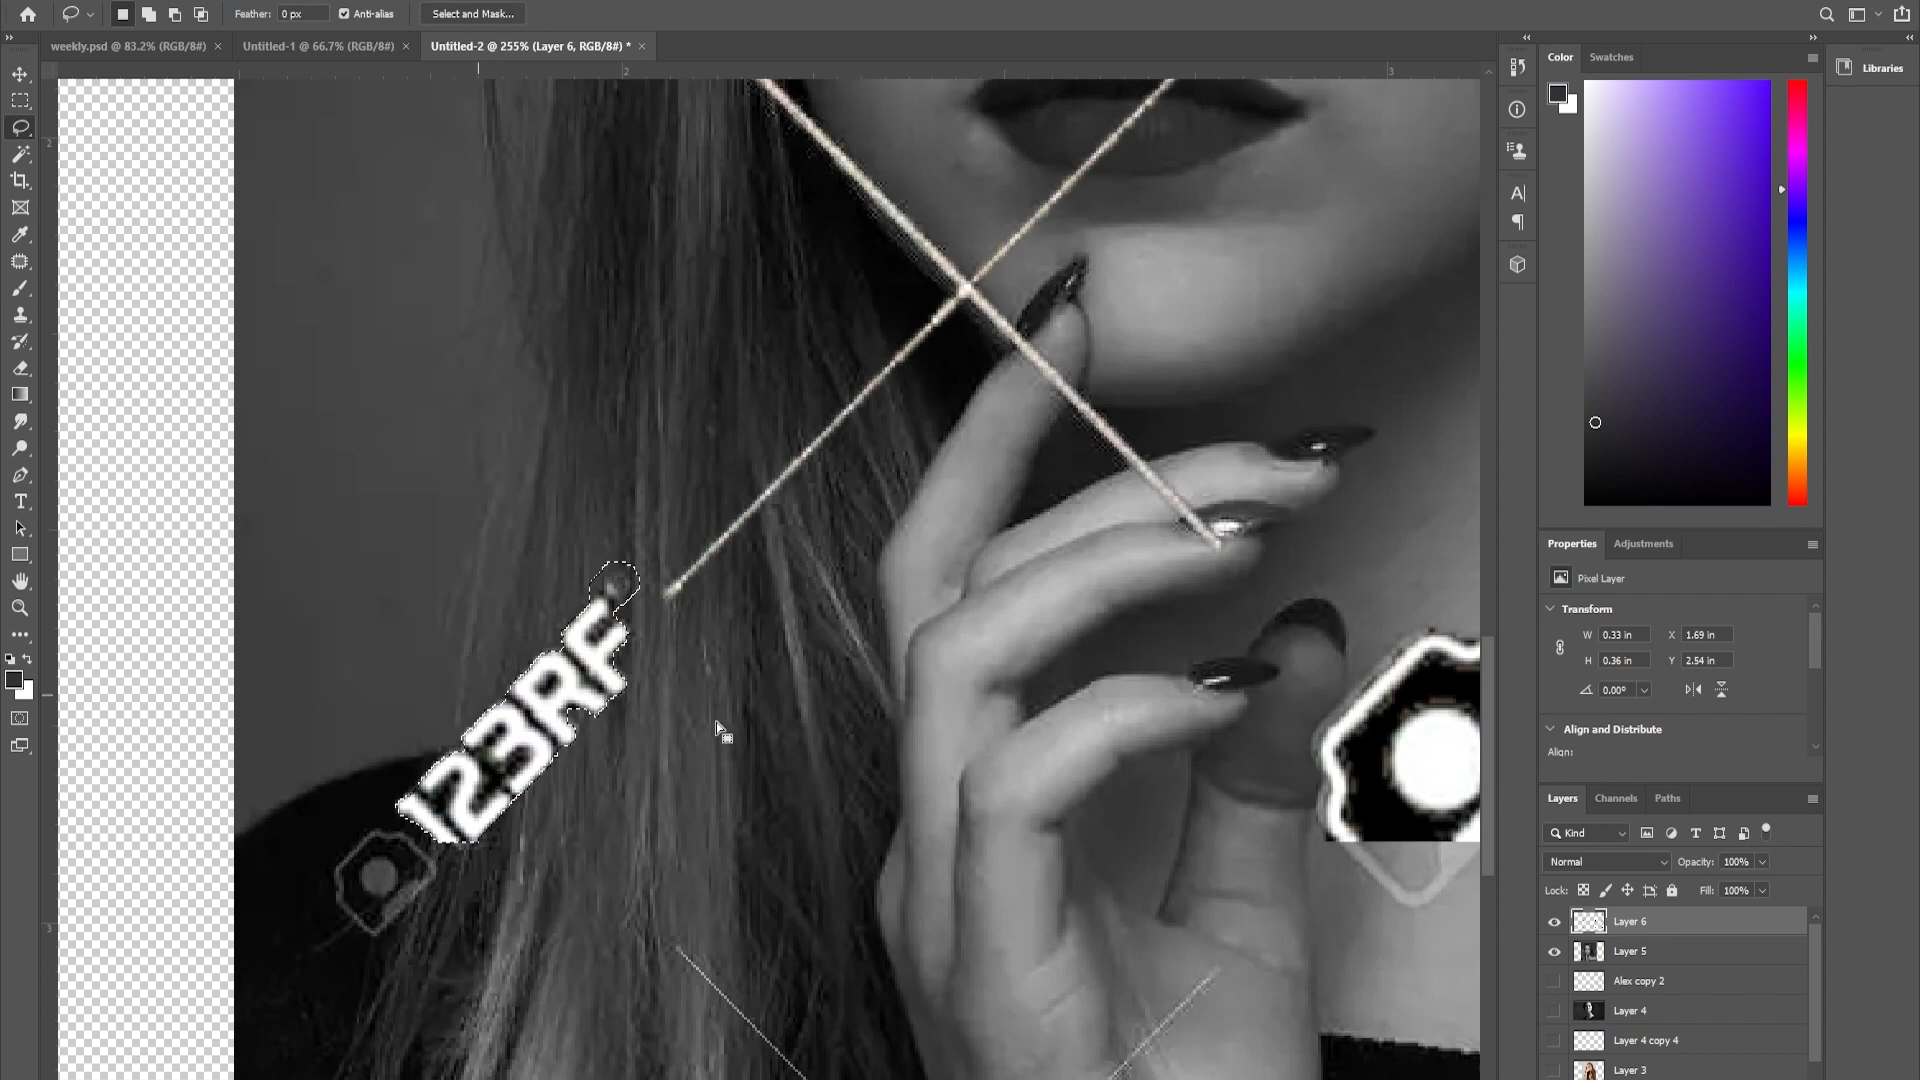 Feather: 0 px Anti-alias Select and Mask...
weekly.psd @ 83.2% (RGB/8#) × Untitled-1 @ 66.7% (RGB/8#) × Untitled-2 @ 255% (Layer 6, RGB/8#) * ×
2 3
2
3
123RF
Color Swatches
Libraries
Properties Adjustments
Pixel Layer
Transform
W 0.33 in X 1.69 in
H 0.36 in Y 2.54 in
0.00°
Align and Distribute
Align:
Layers Channels Paths
Kind
Normal Opacity: 100%
Lock: Fill: 100%
Layer 6
Layer 5
Alex copy 2
Layer 4
Layer 4 copy 4
Layer 3